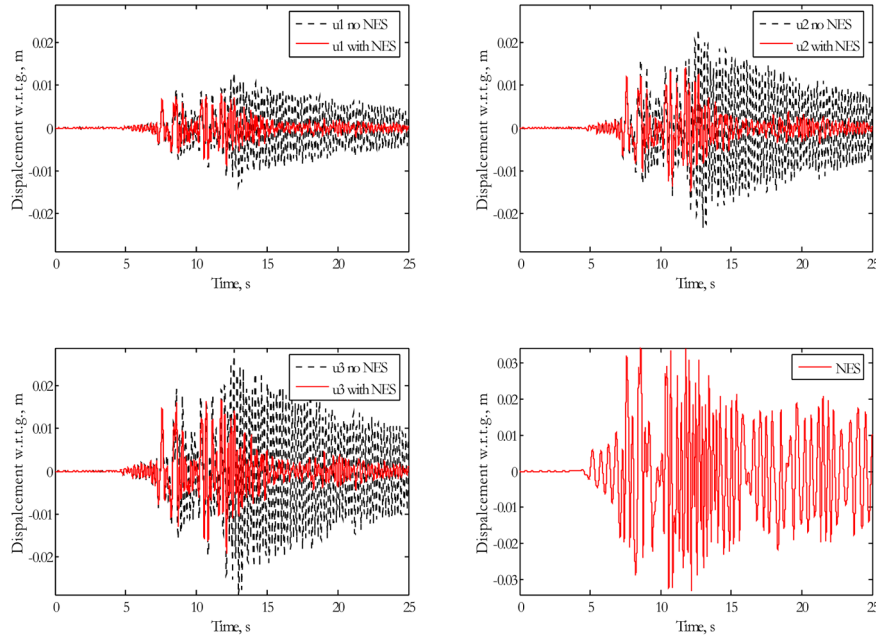 u1 no NES
u1 with NES
0.02
0.01
0
-0.01
-0.02
Dispalcement w.r.t.g., m
0 5 10 15 20 25
Time, s
u2 no NES
u2 with NES
0.02
0.01
0
-0.01
-0.02
Dispalcement w.r.t.g., m
0 5 10 15 20 25
Time, s
u3 no NES
u3 with NES
0.02
0.01
0
-0.01
-0.02
Dispalcement w.r.t.g., m
0 5 10 15 20 25
Time, s
NES
0.03
0.02
0.01
0
-0.01
-0.02
-0.03
Dispalcement w.r.t.g., m
0 5 10 15 20 25
Time, s